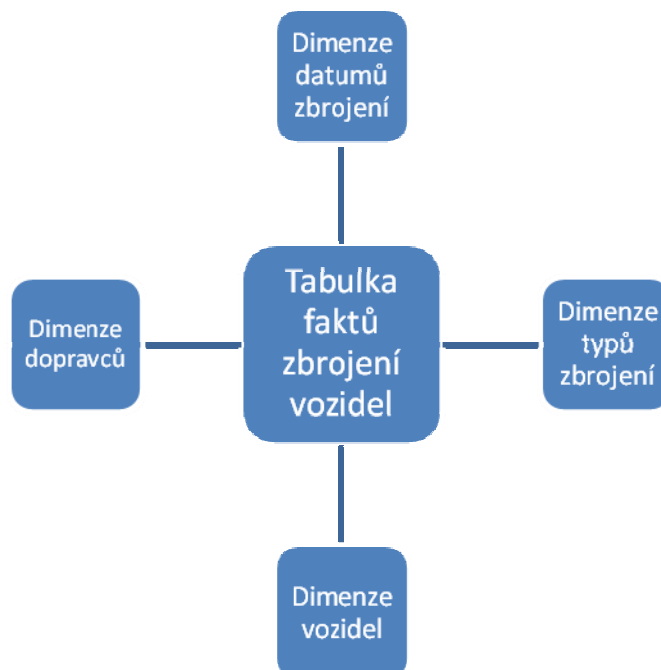 Dimenze
datumů
zbrojení
Tabulka
faktů
zbrojení
vozidel
Dimenze
dopravců
Dimenze
typů
zbrojení
Dimenze
vozidel